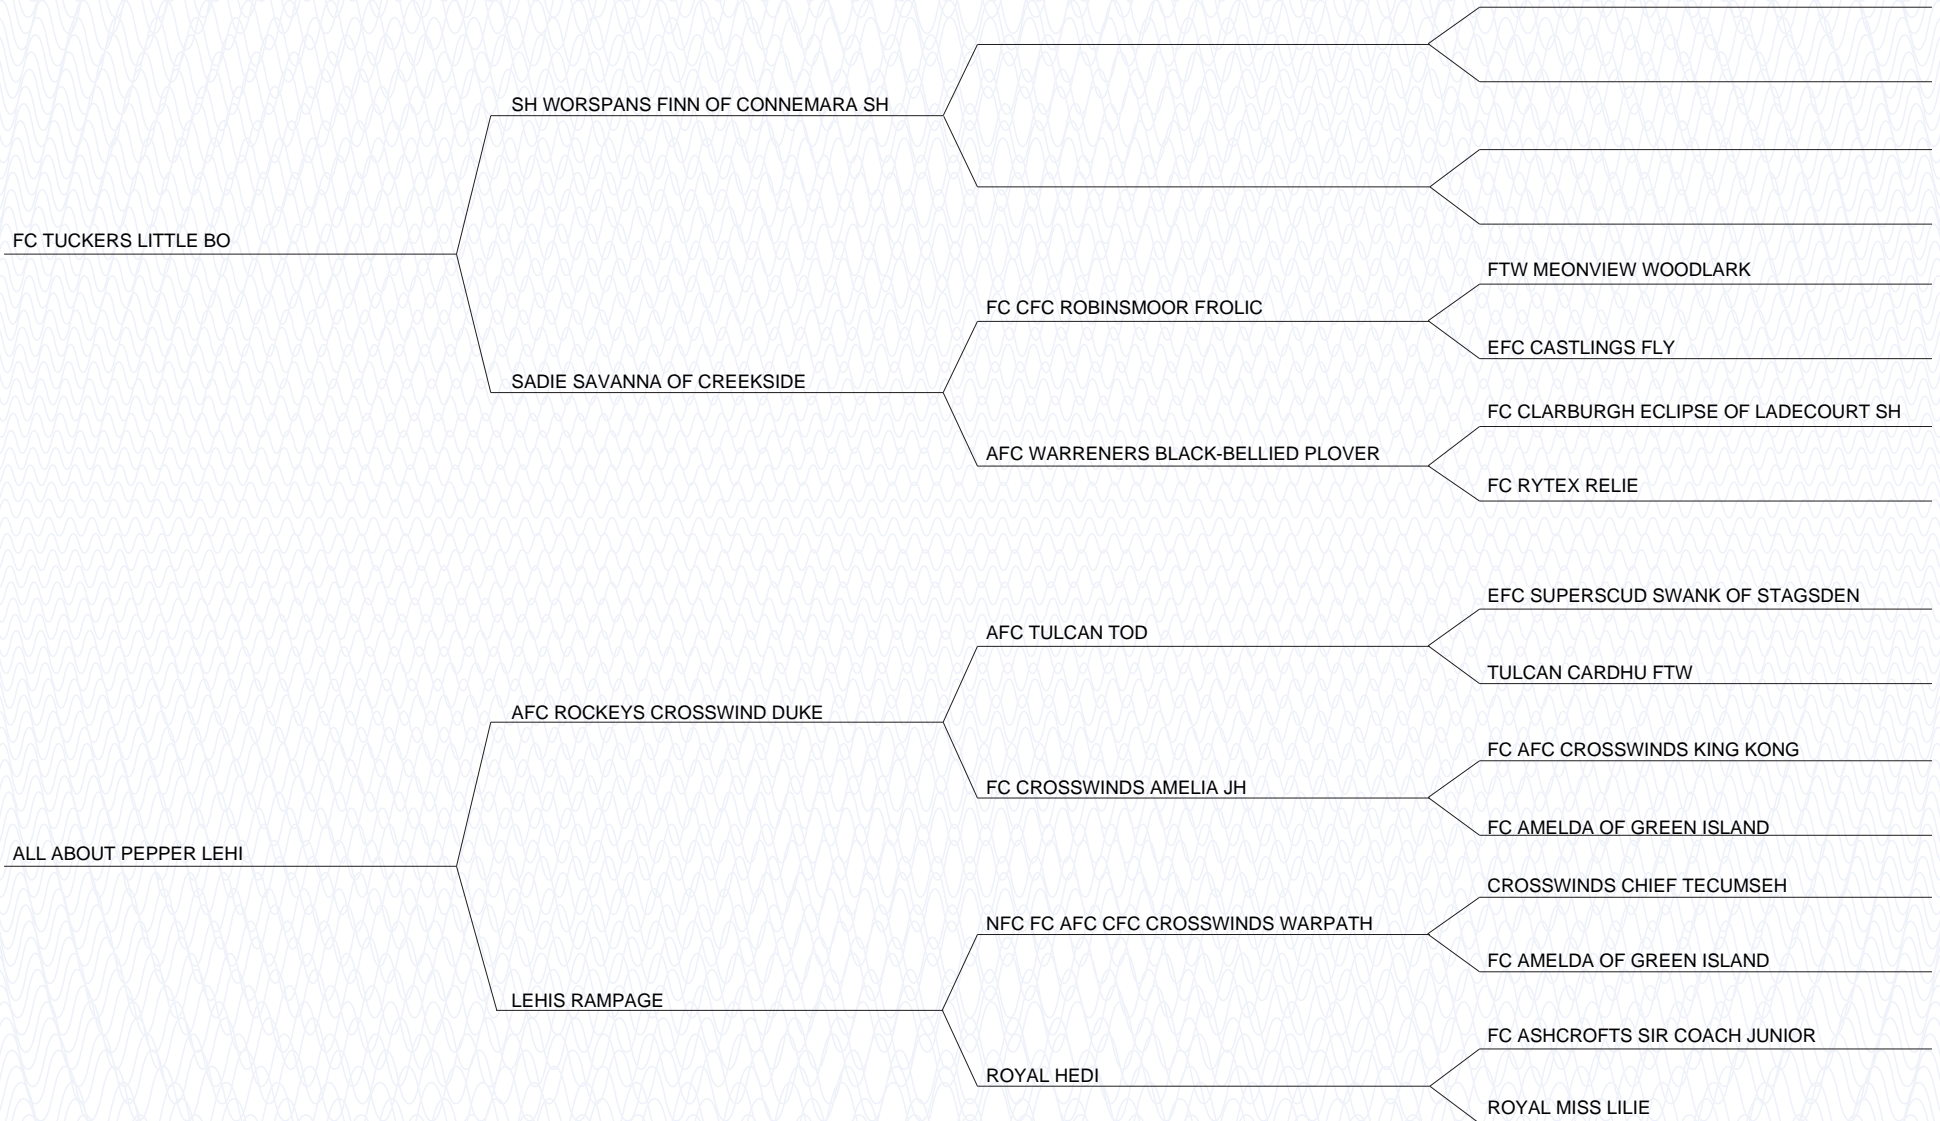 SH WORSPANS FINN OF CONNEMARA SH
FC TUCKERS LITTLE BO
FTW MEONVIEW WOODLARK
FC CFC ROBINSMOOR FROLIC
EFC CASTLINGS FLY
SADIE SAVANNA OF CREEKSIDE
FC CLARBURGH ECLIPSE OF LADECOURT SH
AFC WARRENERS BLACK-BELLIED PLOVER
FC RYTEX RELIE
EFC SUPERSCUD SWANK OF STAGSDEN
AFC TULCAN TOD
TULCAN CARDHU FTW
AFC ROCKEYS CROSSWIND DUKE
FC AFC CROSSWINDS KING KONG
FC CROSSWINDS AMELIA JH
FC AMELDA OF GREEN ISLAND
ALL ABOUT PEPPER LEHI
CROSSWINDS CHIEF TECUMSEH
NFC FC AFC CFC CROSSWINDS WARPATH
FC AMELDA OF GREEN ISLAND
LEHIS RAMPAGE
FC ASHCROFTS SIR COACH JUNIOR
ROYAL HEDI
ROYAL MISS LILIE